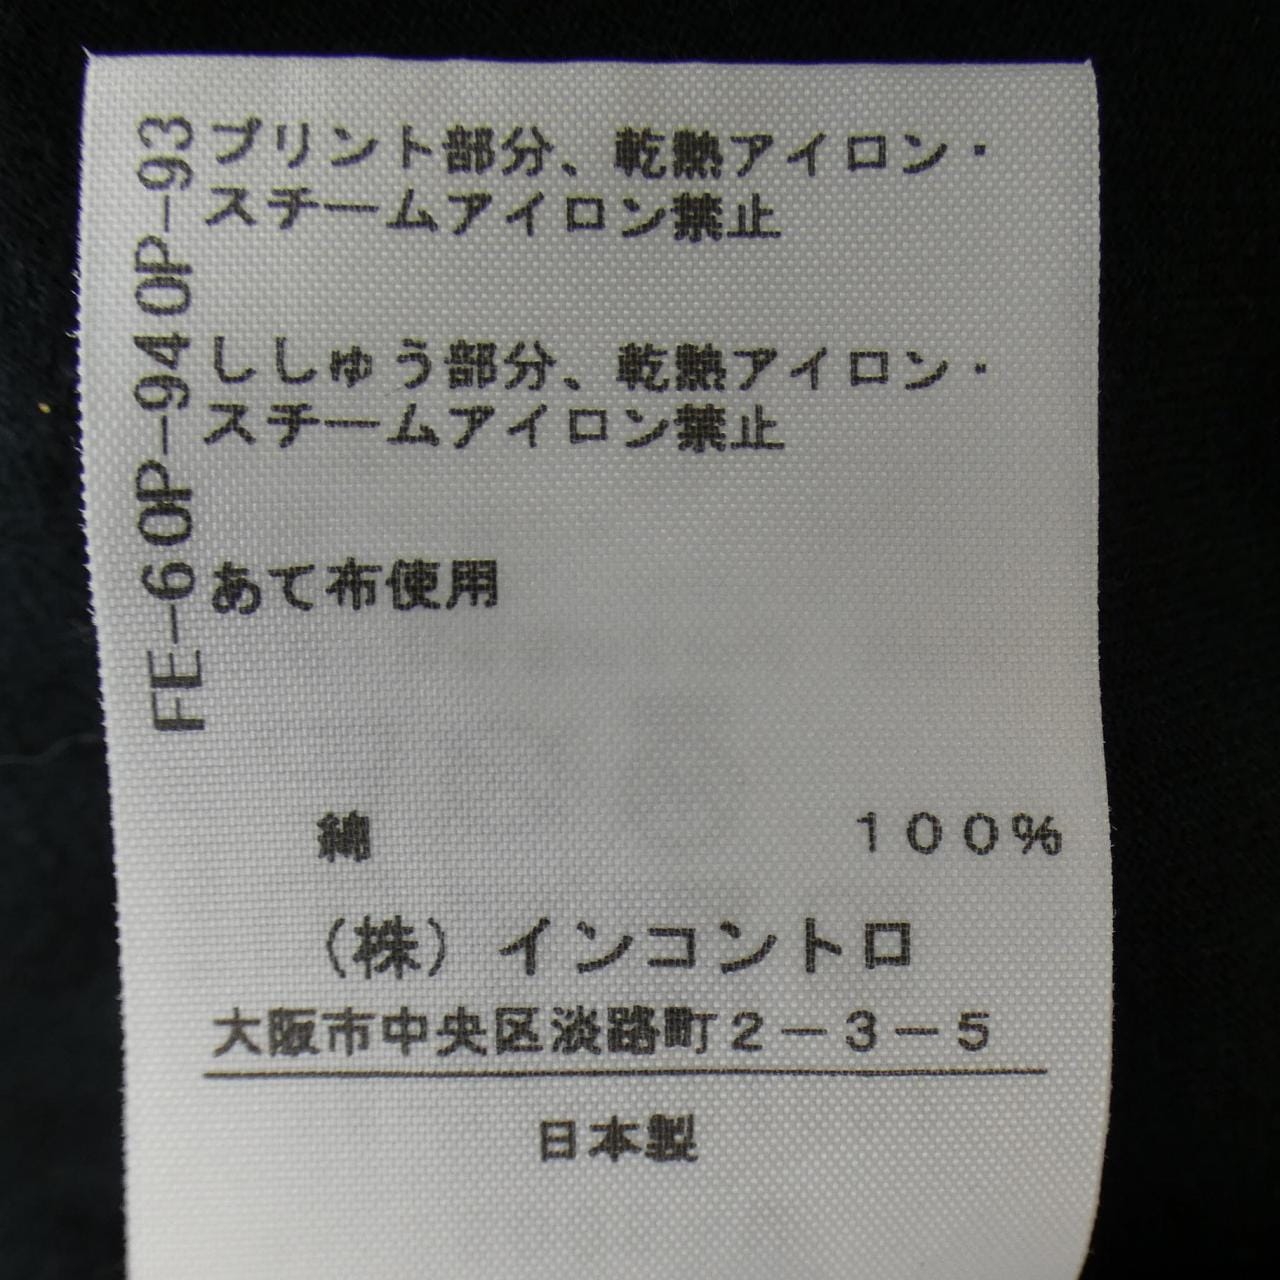 プリント部分、乾熱アイロン・
スチームアイロン禁止
ししゅう部分、乾熱アイロン・
スチームアイロン禁止
あて布使用
FE-60P-940P-93
綿 100%
(株)インコントロ
大阪市中央区淡路町2-3-5
日本製